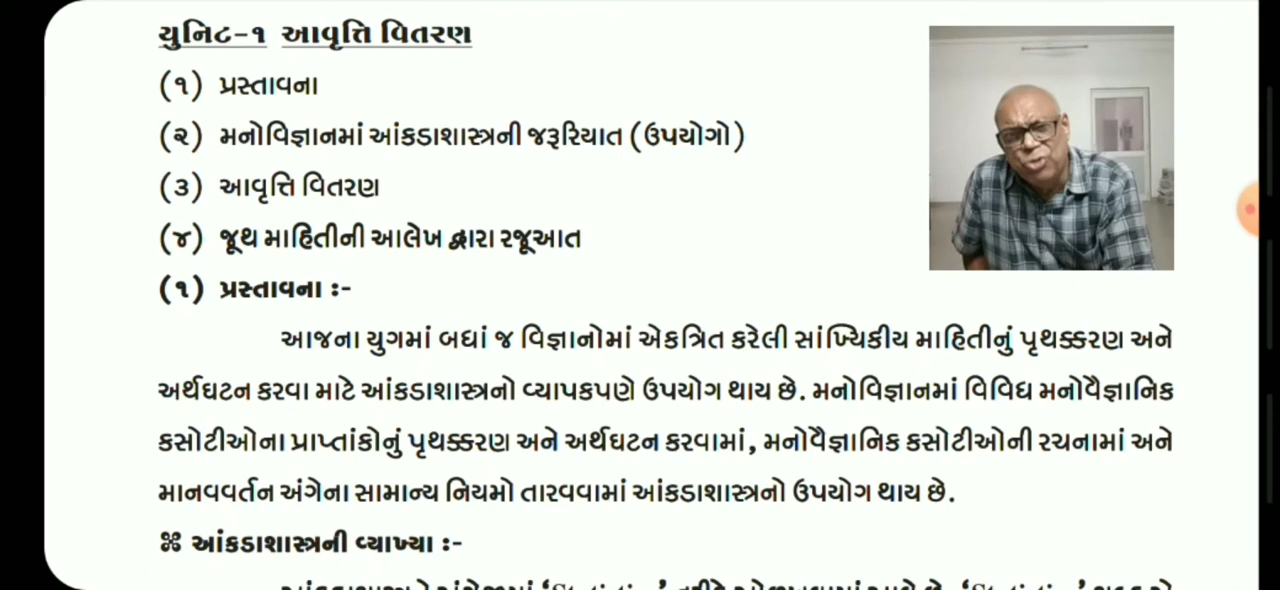 યુનિટ-૧ આવૃત્તિ વિતરણ
(૧) પ્રસ્તાવના
(૨) મનોવિજ્ઞાનમાં આંકડાશાસ્ત્રની જરૂરિયાત (ઉપયોગો)
(૩) આવૃત્તિ વિતરણ
(૪) જૂથ માહિતીની આલેખ દ્વારા રજૂઆત
(૧) પ્રસ્તાવના :-
આજના યુગમાં બધાં જ વિજ્ઞાનોમાં એકત્રિત કરેલી સાંખ્યિકીય માહિતીનું પૃથક્કરણ અને
અર્થઘટન કરવા માટે આંકડાશાસ્ત્રનો વ્યાપકપણે ઉપયોગ થાય છે. મનોવિજ્ઞાનમાં વિવિધ મનોવૈજ્ઞાનિક
કસોટીઓના પ્રાપ્તાંકોનું પૃથક્કરણ અને અર્થઘટન કરવામાં, મનોવૈજ્ઞાનિક કસોટીઓની રચનામાં અને
માનવવર્તન અંગેના સામાન્ય નિયમો તારવવામાં આંકડાશાસ્ત્રનો ઉપયોગ થાય છે.
⌘ આંકડાશાસ્ત્રની વ્યાખ્યા :-